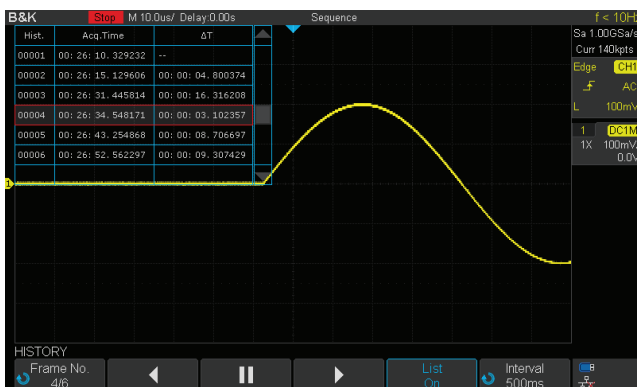 B&K Stop M 10.0us/ Delay:0.00s Sequence f < 10Hz
Sa 1.00GSa/s
Curr 140kpts
Edge CH1
AC
L 100mV
1 DC1M
1X 100mV/
0.0V
Hist. Acq.Time ΔT
00001 00: 26: 10. 329232 --
00002 00: 26: 15. 129606 00: 00: 04. 800374
00003 00: 26: 31. 445814 00: 00: 16. 316208
00004 00: 26: 34. 548171 00: 00: 03. 102357
00005 00: 26: 43. 254868 00: 00: 08. 706697
00006 00: 26: 52. 562297 00: 00: 09. 307429
1
HISTORY
Frame No. List Interval
4/6 On 500ms